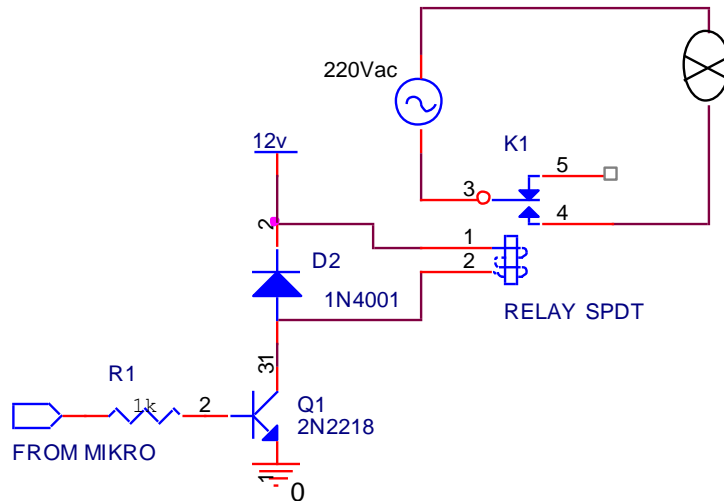 220Vac
K1
12v
5
3
4
2
1
D2
2
1N4001
RELAY SPDT
31
R1
1k
2
Q1
2N2218
FROM MIKRO
1
0